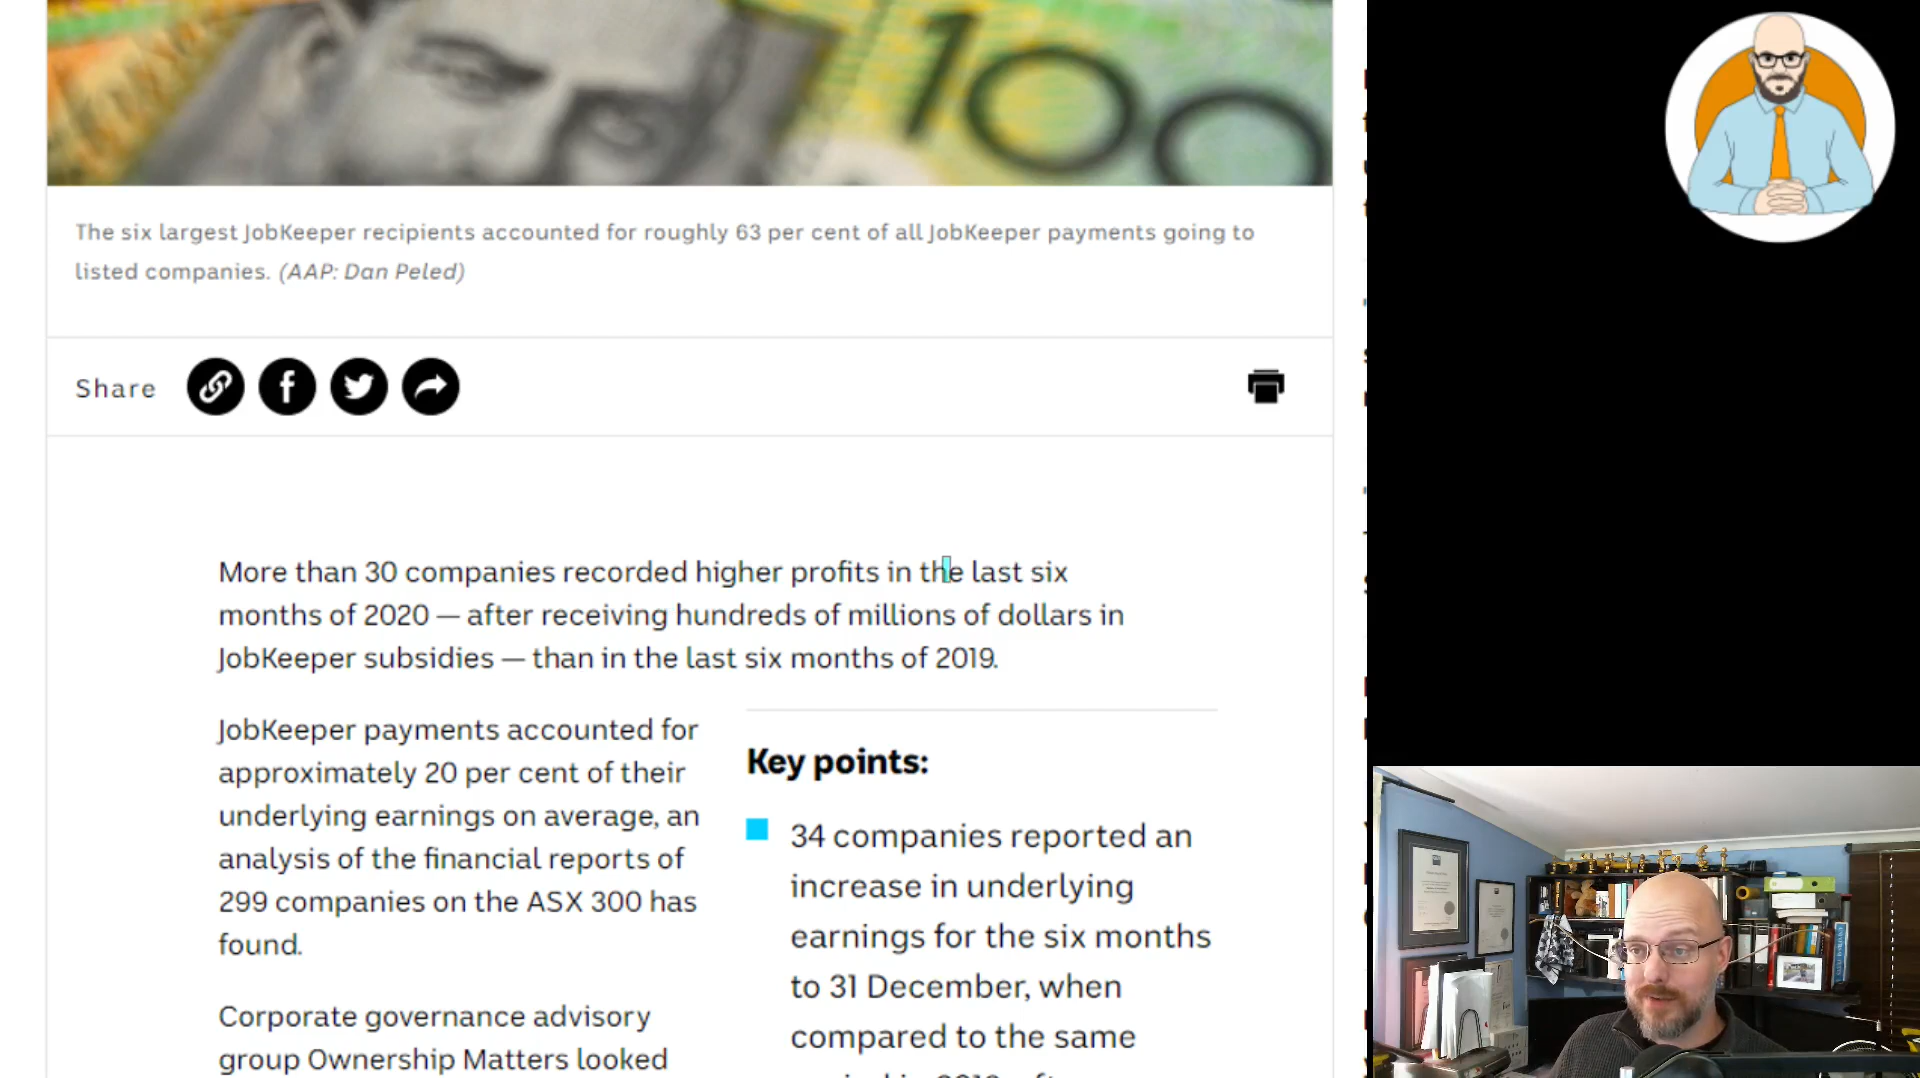 100
The six largest JobKeeper recipients accounted for roughly 63 per cent of all JobKeeper payments going to
listed companies. (AAP: Dan Peled)
Share
More than 30 companies recorded higher profits in the last six
months of 2020 — after receiving hundreds of millions of dollars in
JobKeeper subsidies — than in the last six months of 2019.
JobKeeper payments accounted for
approximately 20 per cent of their
underlying earnings on average, an
analysis of the financial reports of
299 companies on the ASX 300 has
found.
Corporate governance advisory
group Ownership Matters looked
Key points:
34 companies reported an
increase in underlying
earnings for the six months
to 31 December, when
compared to the same